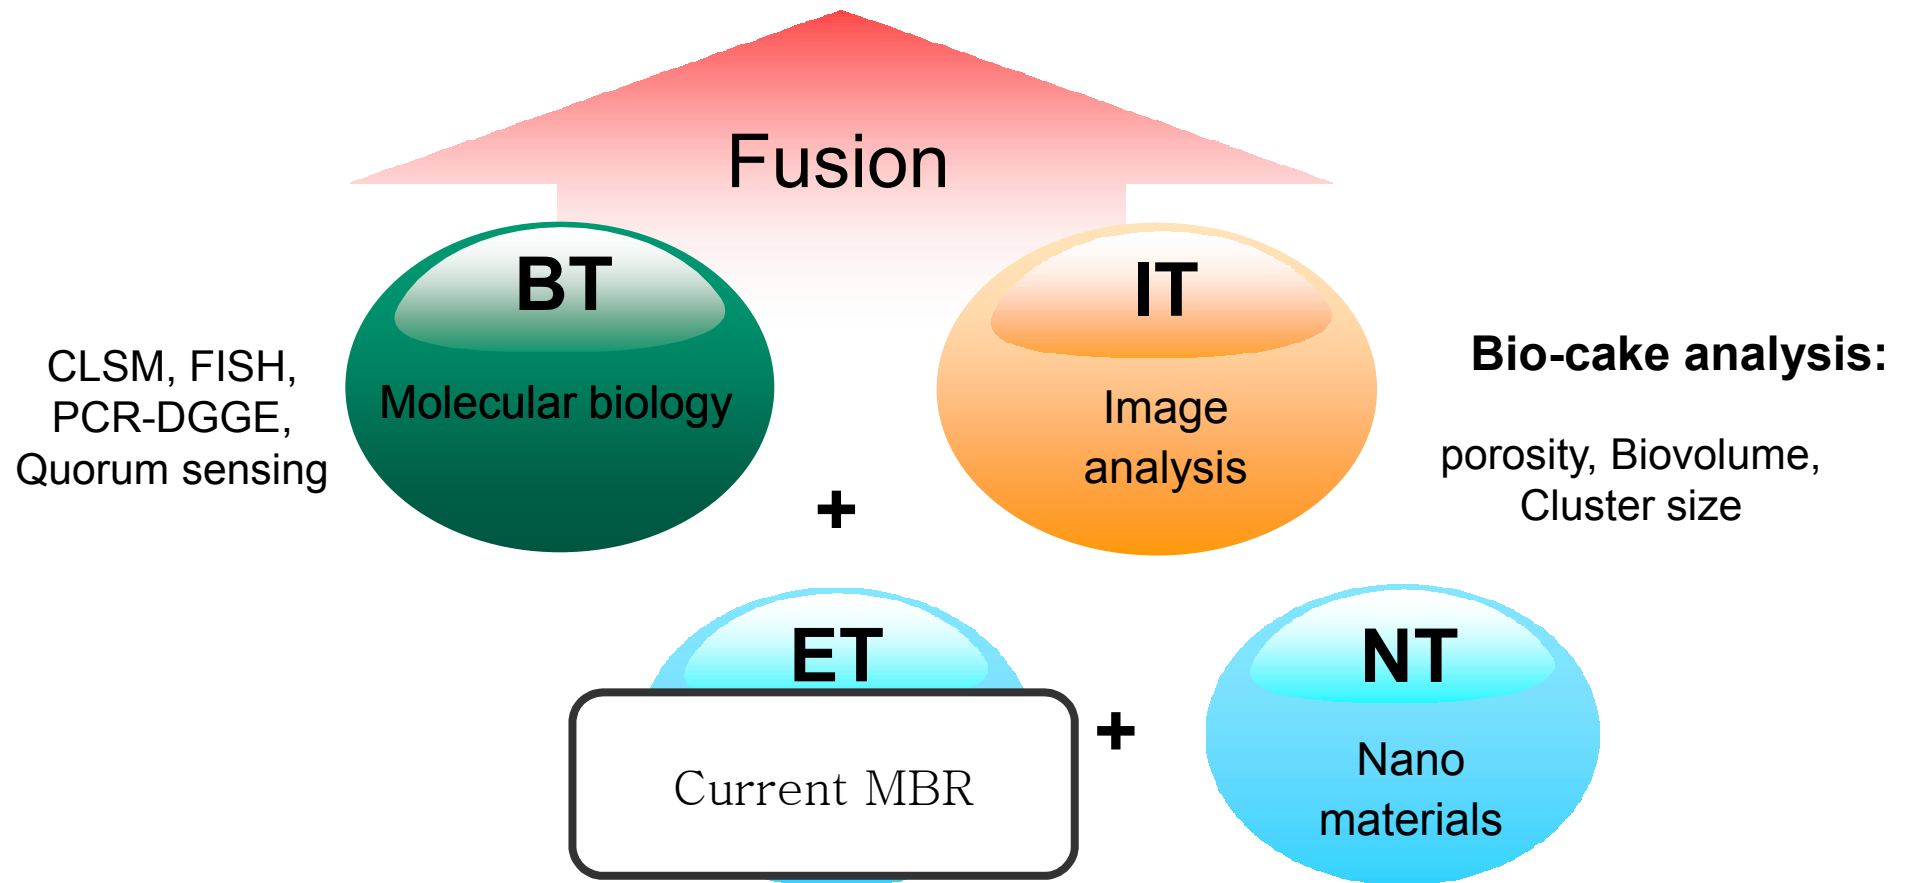 Fusion
BT
Molecular biology
CLSM, FISH,
PCR-DGGE,
Quorum sensing
+
IT
Image
analysis
Bio-cake analysis:
porosity, Biovolume,
Cluster size
ET
Current MBR
+
NT
Nano
materials